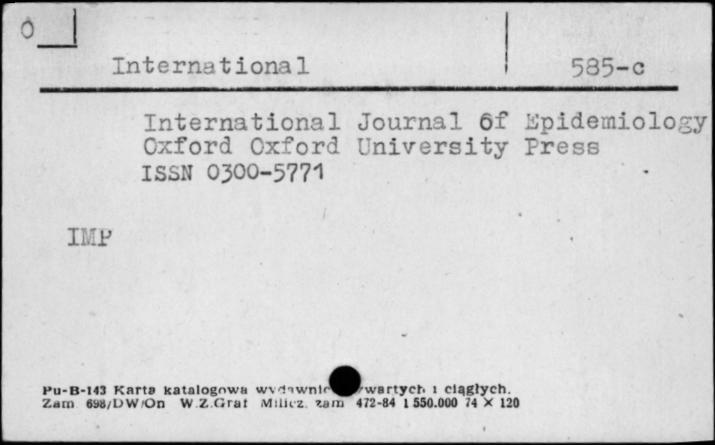 0
International 585-c
International Journal Of Epidemiology
Oxford Oxford University Press
ISSN 0300-5771
IMP
Pu-B-143 Karta katalogowa wartych i ciągłych.
Zam. 698/DW/On W.Z.Graf Milicz, zam 472-84 1 550.000 74 × 120